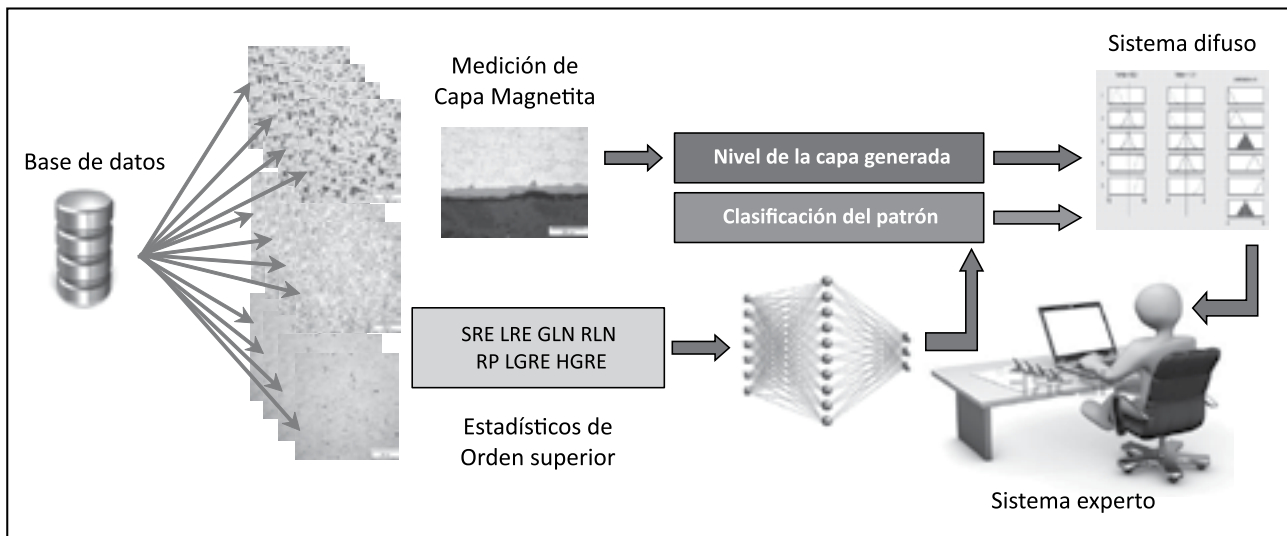 Base de datos
Medición de
Capa Magnetita
Nivel de la capa generada
Clasificación del patrón
Sistema difuso
SRE LRE GLN RLN
RP LGRE HGRE
Estadísticos de
Orden superior
Sistema experto